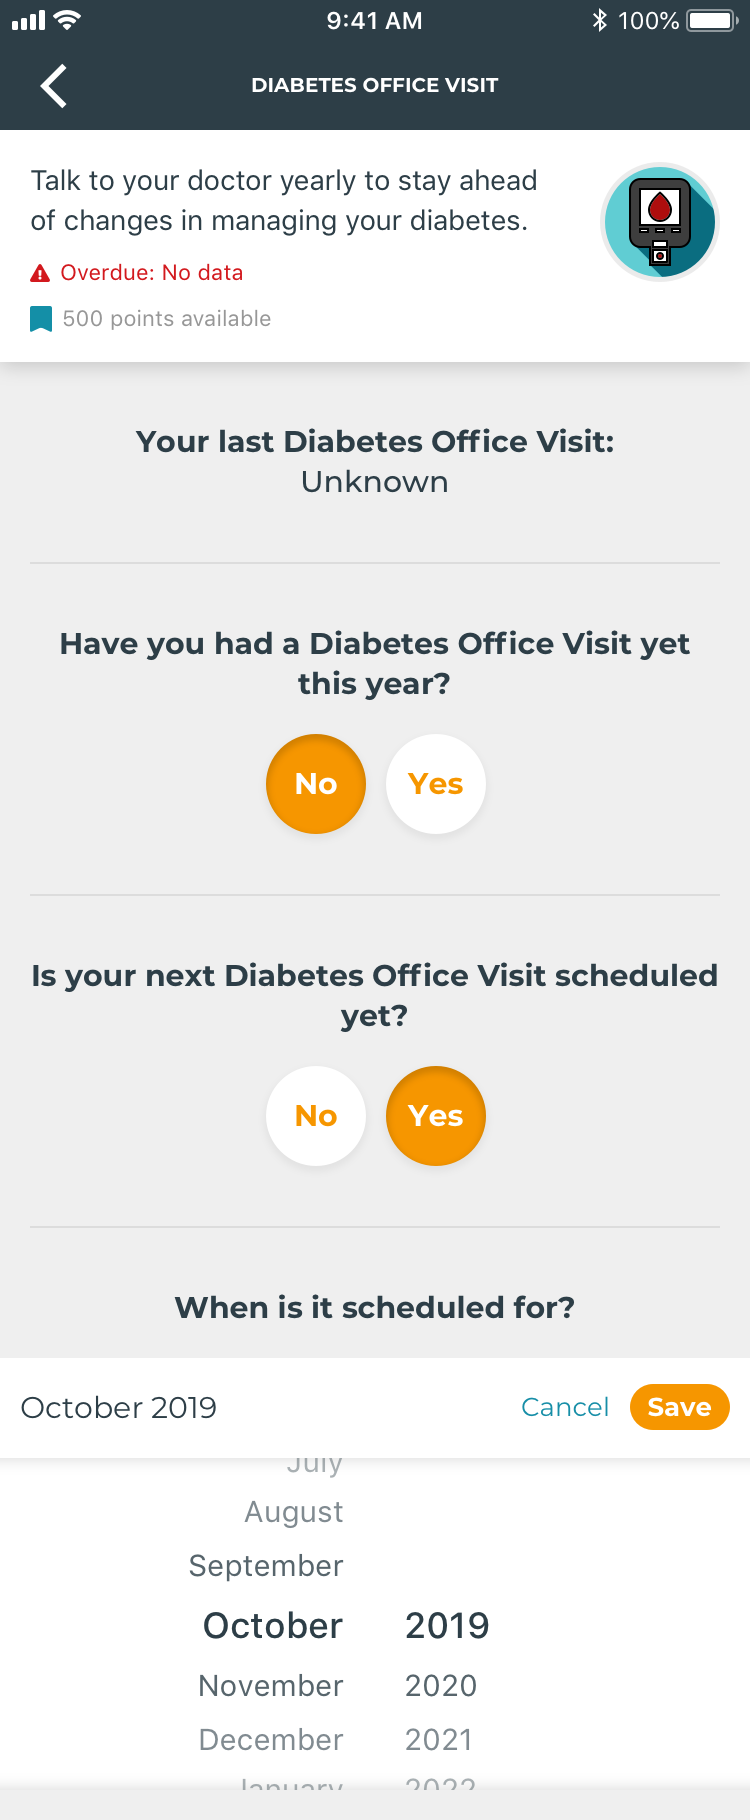 9:41 AM
100%
DIABETES OFFICE VISIT
Talk to your doctor yearly to stay ahead
of changes in managing your diabetes.
Overdue: No data
500 points available
Your last Diabetes Office Visit:
Unknown
Have you had a Diabetes Office Visit yet
this year?
No Yes
Is your next Diabetes Office Visit scheduled
yet?
No Yes
When is it scheduled for?
October 2019 Cancel Save
July
August
September
October 2019
November 2020
December 2021
January 2022